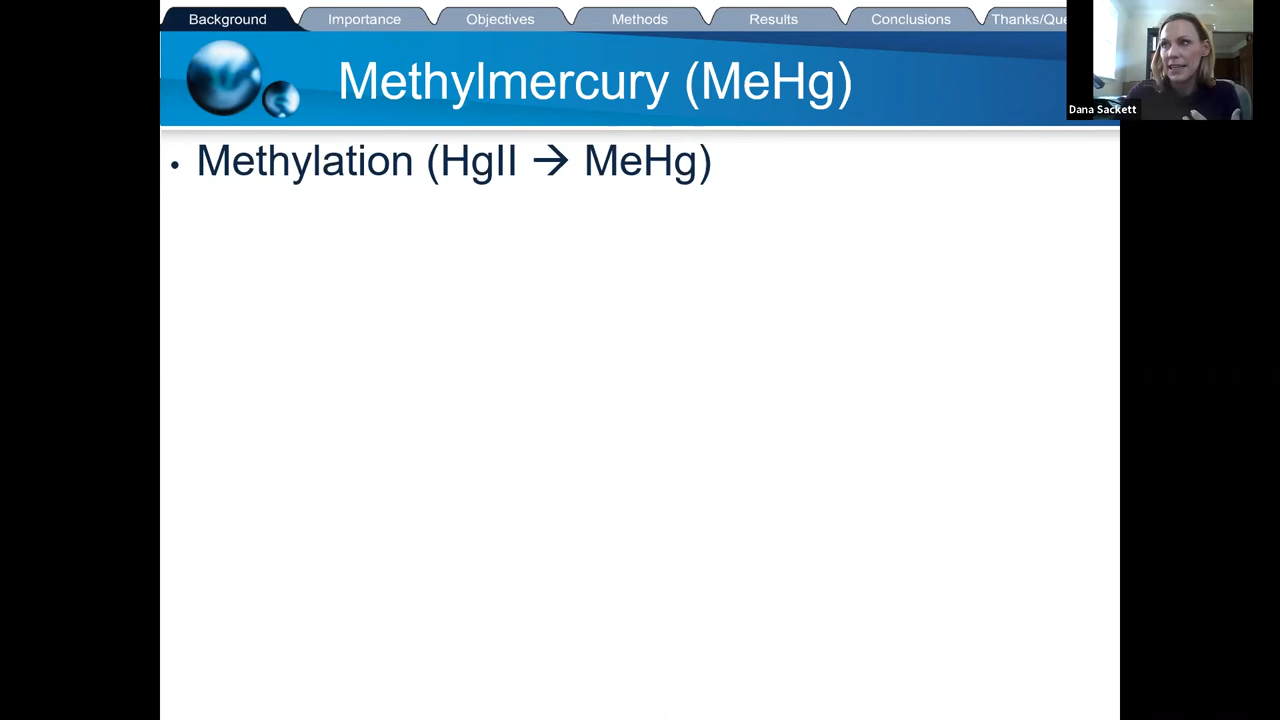 Background Importance Objectives Methods Results Conclusions Thanks/Que
Methylmercury (MeHg)
Dana Sackett
• Methylation (HgII → MeHg)